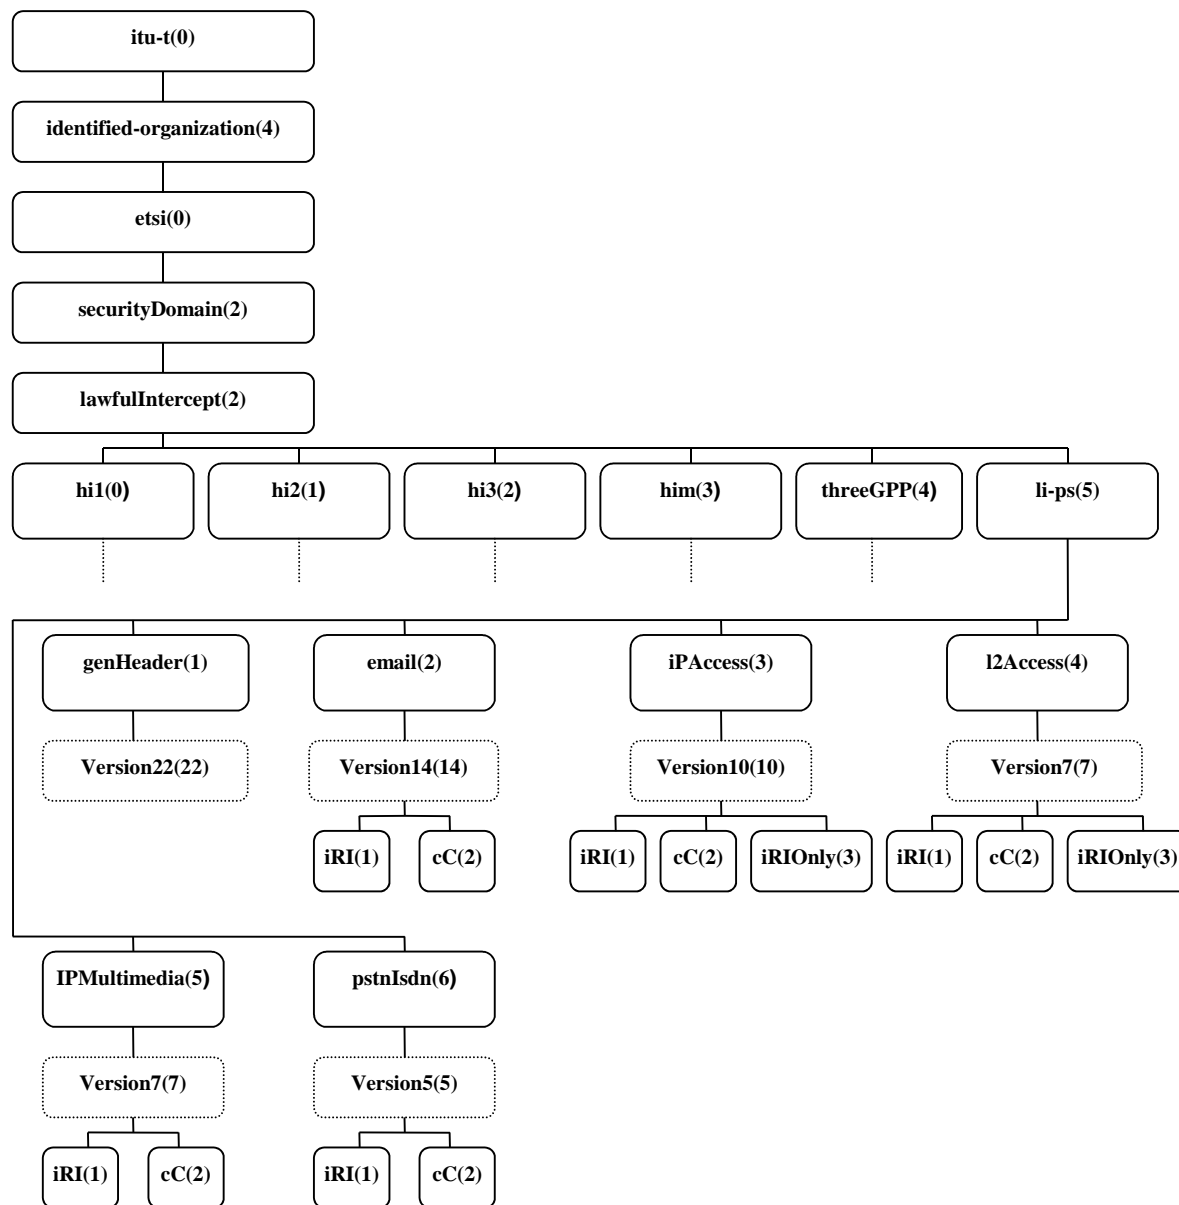 itu-t(0)
identified-organization(4)
etsi(0)
securityDomain(2)
lawfulIntercept(2)
hi1(0)
hi2(1)
hi3(2)
him(3)
threeGPP(4)
li-ps(5)
genHeader(1)
email(2)
iPAccess(3)
l2Access(4)
Version22(22)
Version14(14)
Version10(10)
Version7(7)
iRI(1)
cC(2)
iRI(1)
cC(2)
iRIOnly(3)
iRI(1)
cC(2)
iRIOnly(3)
IPMultimedia(5)
pstnIsdn(6)
Version7(7)
Version5(5)
iRI(1)
cC(2)
iRI(1)
cC(2)